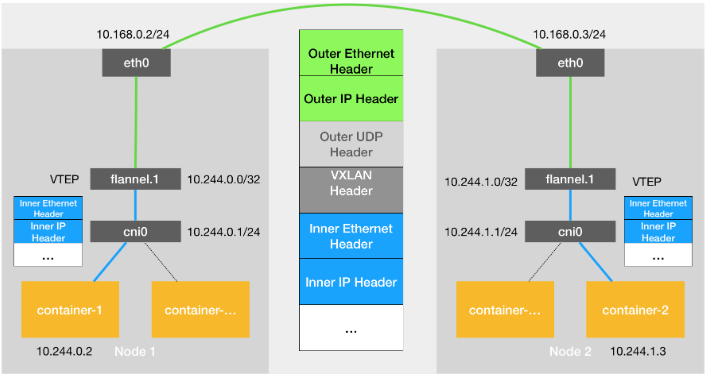 10.168.0.2/24
10.168.0.3/24
eth0
eth0
Outer Ethernet
Header
Outer IP Header
Outer UDP
Header
VXLAN
Header
Inner Ethernet
Header
Inner IP Header
...
VTEP
flannel.1
10.244.0.0/32
Inner Ethernet
Header
Inner IP
Header
...
cni0
10.244.0.1/24
container-1
container-...
10.244.0.2
Node 1
10.244.1.0/32
flannel.1
VTEP
10.244.1.1/24
cni0
Inner Ethernet
Header
Inner IP
Header
...
container-...
container-2
Node 2
10.244.1.3